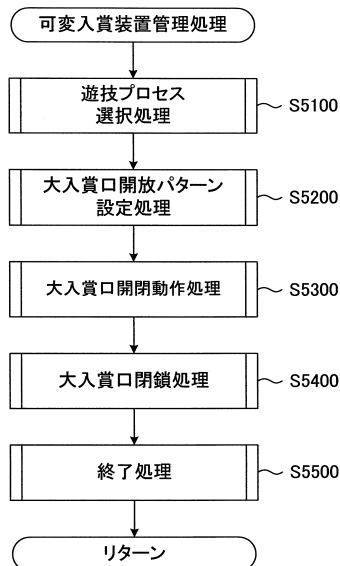 可変入賞装置管理処理
遊技プロセス
選択処理
S5100
大入賞口開放パターン
設定処理
S5200
大入賞口開閉動作処理
S5300
大入賞口閉鎖処理
S5400
終了処理
S5500
リターン